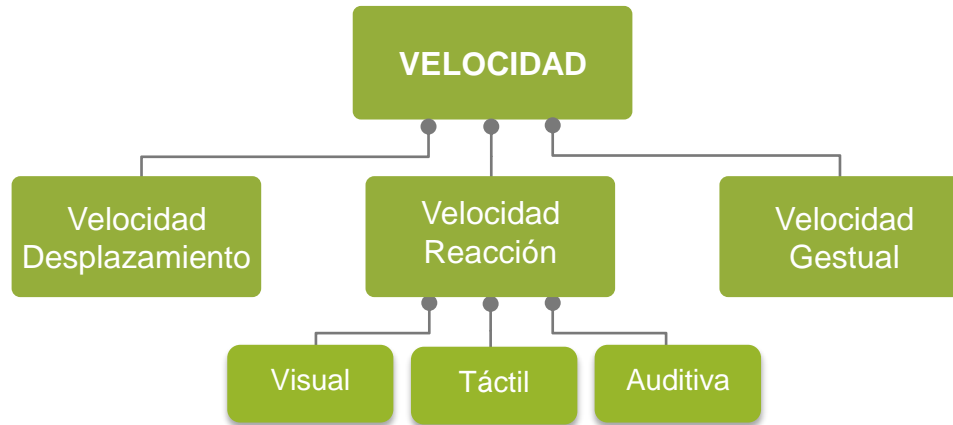 VELOCIDAD
Velocidad
Desplazamiento
Velocidad
Reacción
Velocidad
Gestual
Visual
Táctil
Auditiva